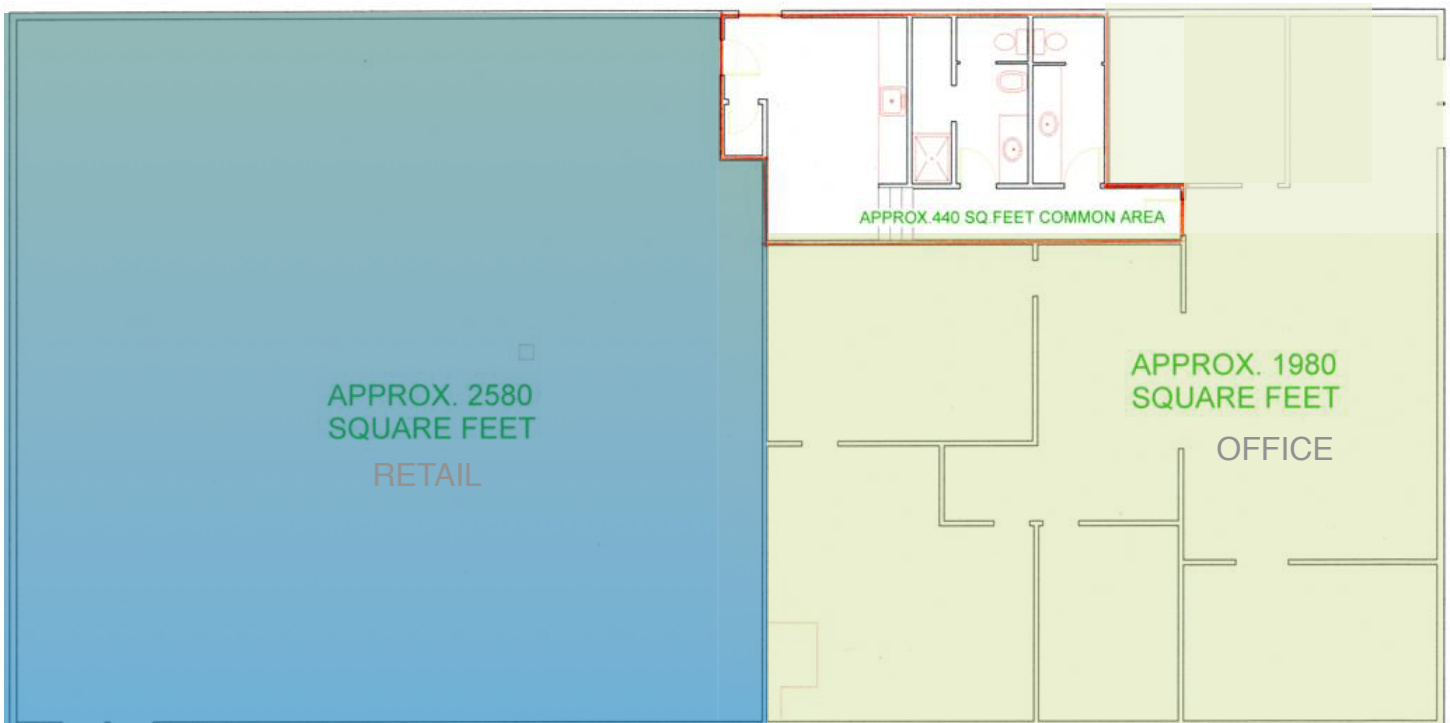 APPROX.440 SQ.FEET COMMON AREA
APPROX. 2580
SQUARE FEET
RETAIL
APPROX. 1980
SQUARE FEET
OFFICE